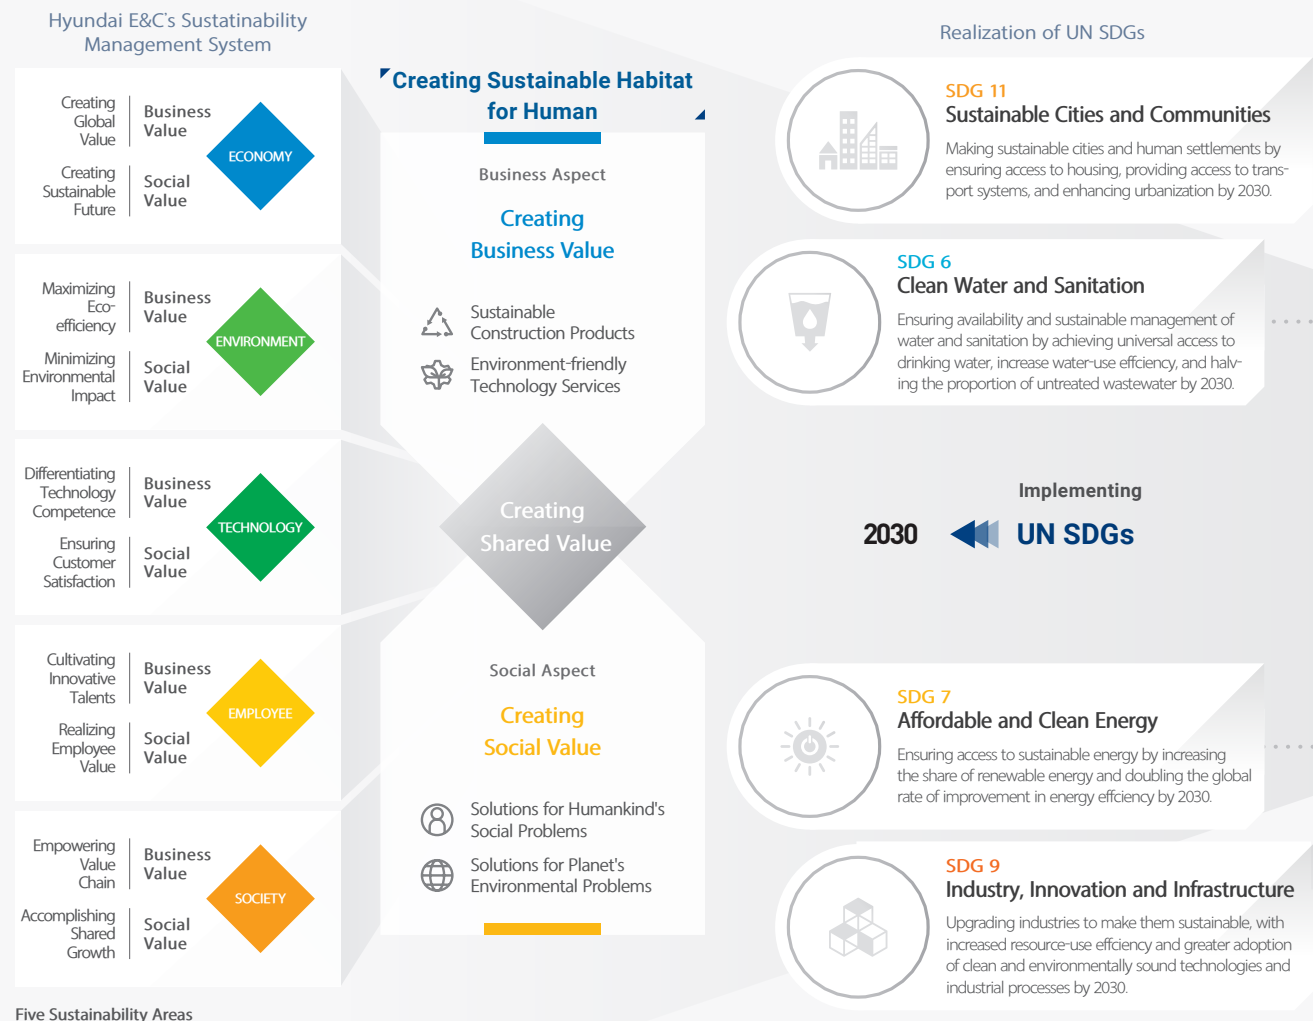 Hyundai E&C's Sustatinability
Management System
Creating
Global
Value
Business
Value
ECONOMY
Creating
Sustainable
Future
Social
Value
Maximizing
Eco-
efficiency
Business
Value
ENVIRONMENT
Minimizing
Environmental
Impact
Social
Value
Differentiating
Technology
Competence
Business
Value
TECHNOLOGY
Ensuring
Customer
Satisfaction
Social
Value
Cultivating
Innovative
Talents
Business
Value
EMPLOYEE
Realizing
Employee
Value
Social
Value
Empowering
Value
Chain
Business
Value
SOCIETY
Accomplishing
Shared
Growth
Social
Value
Five Sustainability Areas
Creating Sustainable Habitat
for Human
Business Aspect
Creating
Business Value
Sustainable
Construction Products
Environment-friendly
Technology Services
Creating
Shared Value
Social Aspect
Creating
Social Value
Solutions for Humankind's
Social Problems
Solutions for Planet's
Environmental Problems
Realization of UN SDGs
SDG 11
Sustainable Cities and Communities
Making sustainable cities and human settlements by
ensuring access to housing, providing access to trans-
port systems, and enhancing urbanization by 2030.
SDG 6
Clean Water and Sanitation
Ensuring availability and sustainable management of
water and sanitation by achieving universal access to
drinking water, increase water-use effciency, and halv-
ing the proportion of untreated wastewater by 2030.
Implementing
2030 UN SDGs
SDG 7
Affordable and Clean Energy
Ensuring access to sustainable energy by increasing
the share of renewable energy and doubling the global
rate of improvement in energy effciency by 2030.
SDG 9
Industry, Innovation and Infrastructure
Upgrading industries to make them sustainable, with
increased resource-use effciency and greater adoption
of clean and environmentally sound technologies and
industrial processes by 2030.